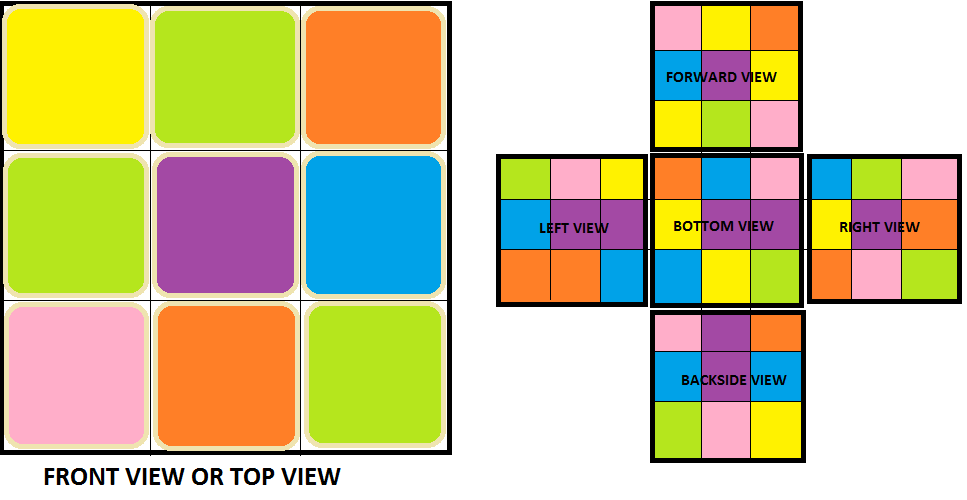 FORWARD VIEW
LEFT VIEW
BOTTOM VIEW
RIGHT VIEW
BACKSIDE VIEW
FRONT VIEW OR TOP VIEW